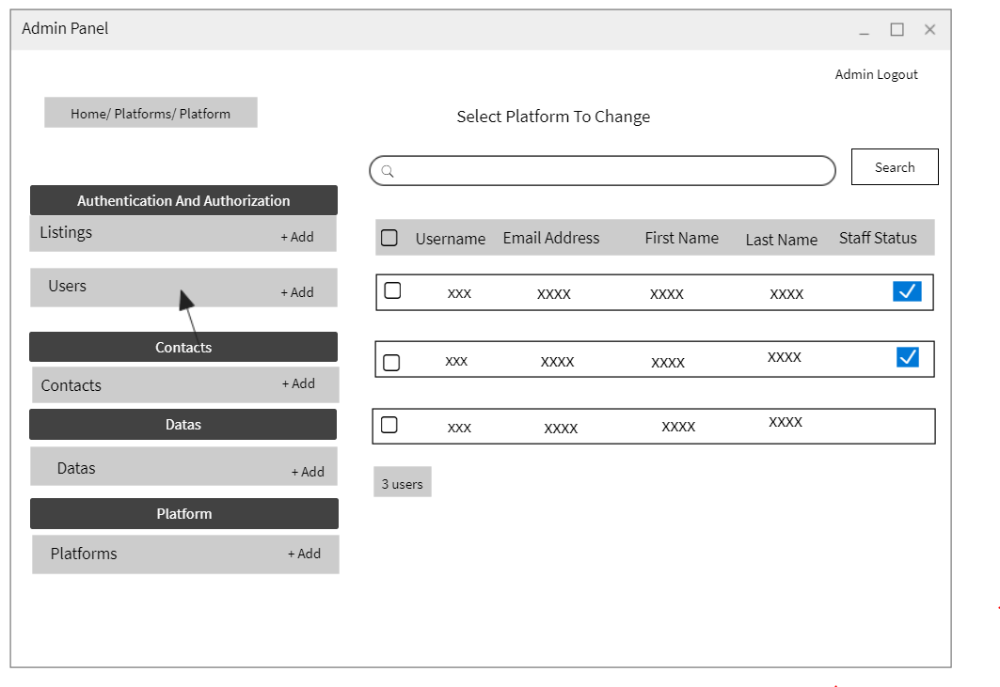 Admin Panel
Admin Logout
Home/ Platforms/ Platform
Select Platform To Change
Search
Authentication And Authorization
Listings + Add
Users + Add
Contacts
Contacts + Add
Datas
Datas + Add
Platform
Platforms + Add
Username Email Address First Name Last Name Staff Status
xxx XXXX XXXX XXXX
xxx XXXX XXXX XXXX
xxx XXXX XXXX XXXX
3 users